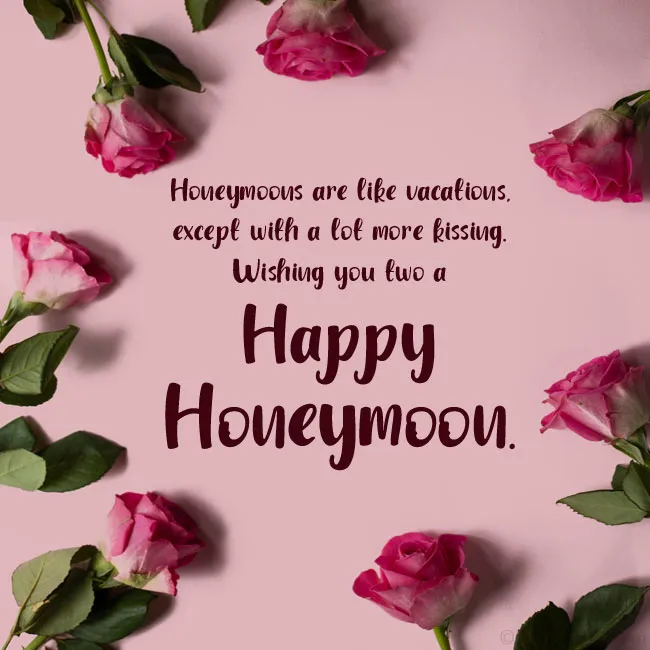 Honeymoons are like vacations,
except with a lot more kissing.
Wishing you two a
Happy
Honeymoon.